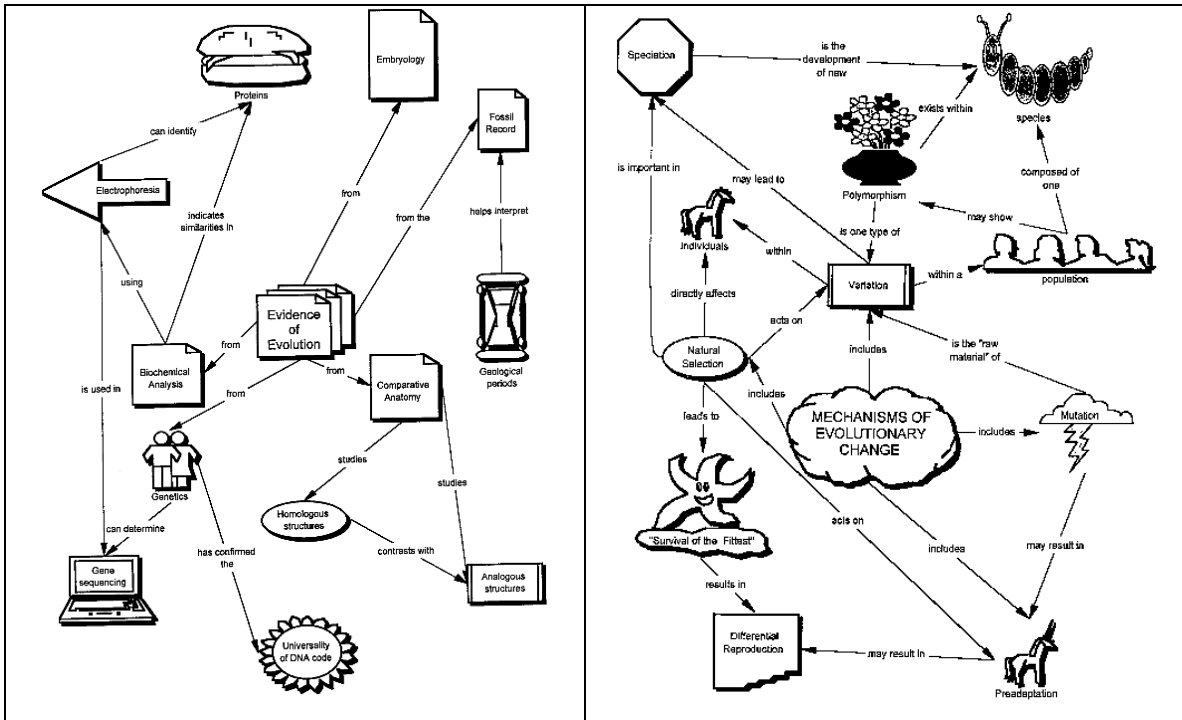 Proteins
Embryology
Fossil
Record
can identify
Electrophoresis
from
from the
helps interpret
indicates
similarities in
using
Evidence
of
Evolution
from
from
from
Biochemical
Analysis
Geological
periods
Comparative
Anatomy
is used in
Genetics
studies
studies
can determine
Homologous
structures
has confirmed
the
contrasts with
Gene
sequencing
Analogous
structures
Universality
of DNA code
Speciation
is the
development
of new
exists within
species
is important in
may lead to
Polymorphism
composed of
one
may show
Individuals
within
is one type of
Variation
within a
population
directly affects
acts on
includes
is the "raw
material" of
Natural
Selection
includes
leads to
MECHANISMS OF
EVOLUTIONARY
CHANGE
includes
Mutation
"Survival of the Fittest"
acts on
includes
may result in
results in
Differential
Reproduction
may result in
Preadaptation